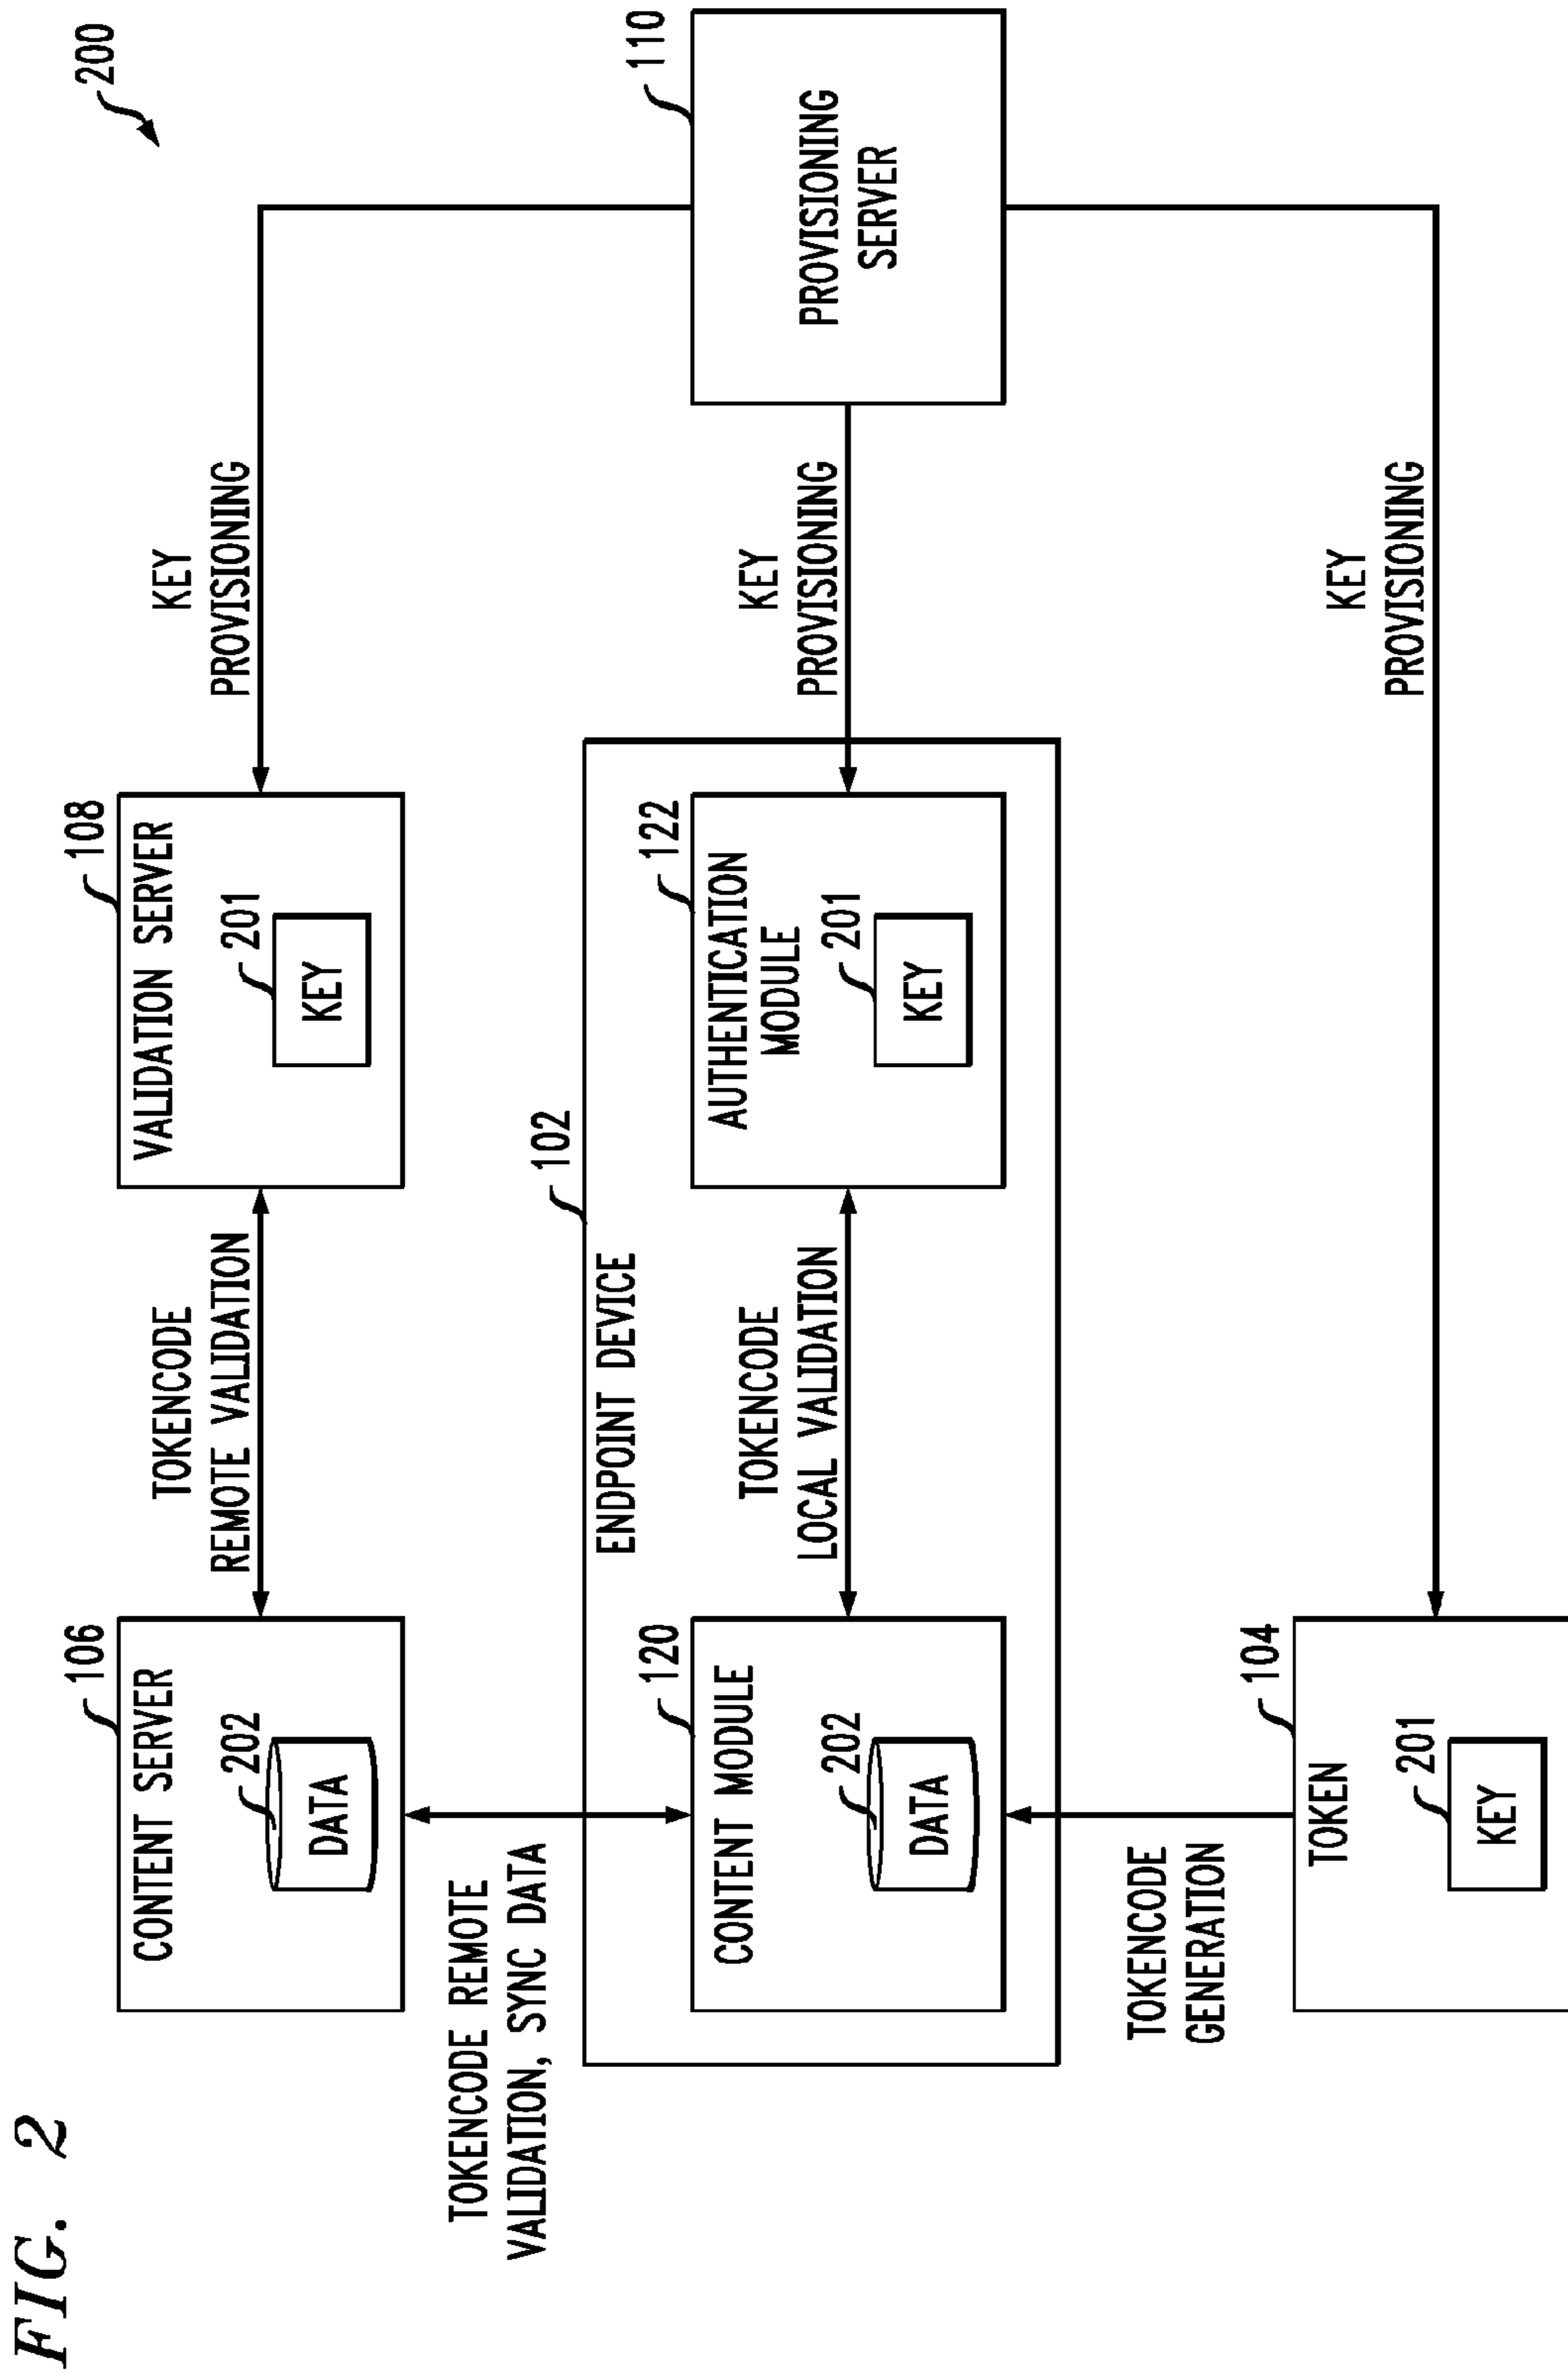 FIG. 2
200
106
CONTENT SERVER
202
DATA
TOKENCODE
REMOTE VALIDATION
108
VALIDATION SERVER
201
KEY
KEY
PROVISIONING
TOKENCODE REMOTE
VALIDATION, SYNC DATA
102
ENDPOINT DEVICE
120
CONTENT MODULE
202
DATA
TOKENCODE
LOCAL VALIDATION
122
AUTHENTICATION
MODULE
201
KEY
KEY
PROVISIONING
110
PROVISIONING
SERVER
TOKENCODE
GENERATION
104
TOKEN
201
KEY
KEY
PROVISIONING